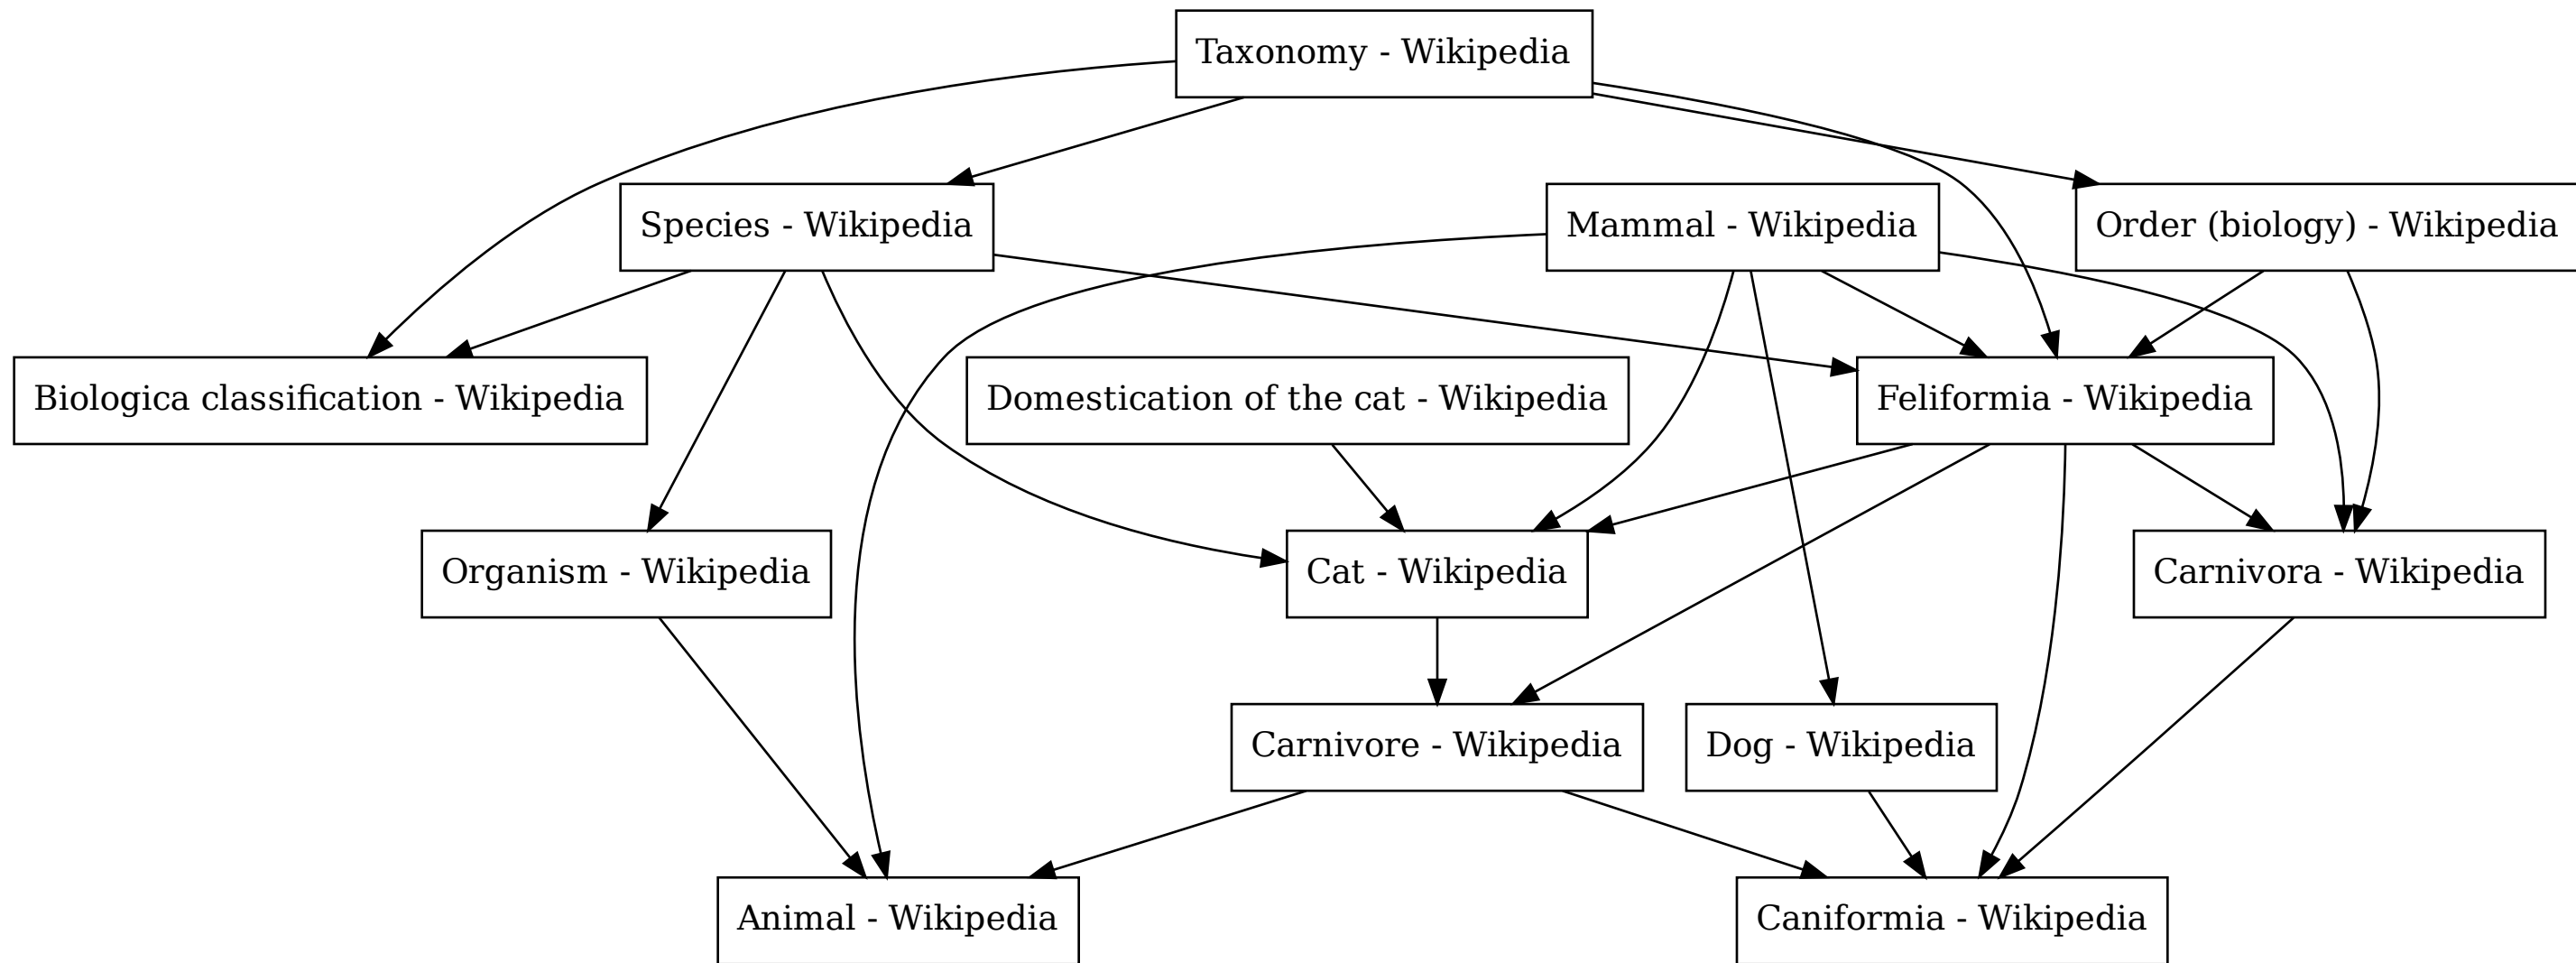 Taxonomy - Wikipedia
Species - Wikipedia
Mammal - Wikipedia
Order (biology) - Wikipedia
Biologica classification - Wikipedia
Domestication of the cat - Wikipedia
Feliformia - Wikipedia
Organism - Wikipedia
Cat - Wikipedia
Carnivora - Wikipedia
Carnivore - Wikipedia
Dog - Wikipedia
Animal - Wikipedia
Caniformia - Wikipedia